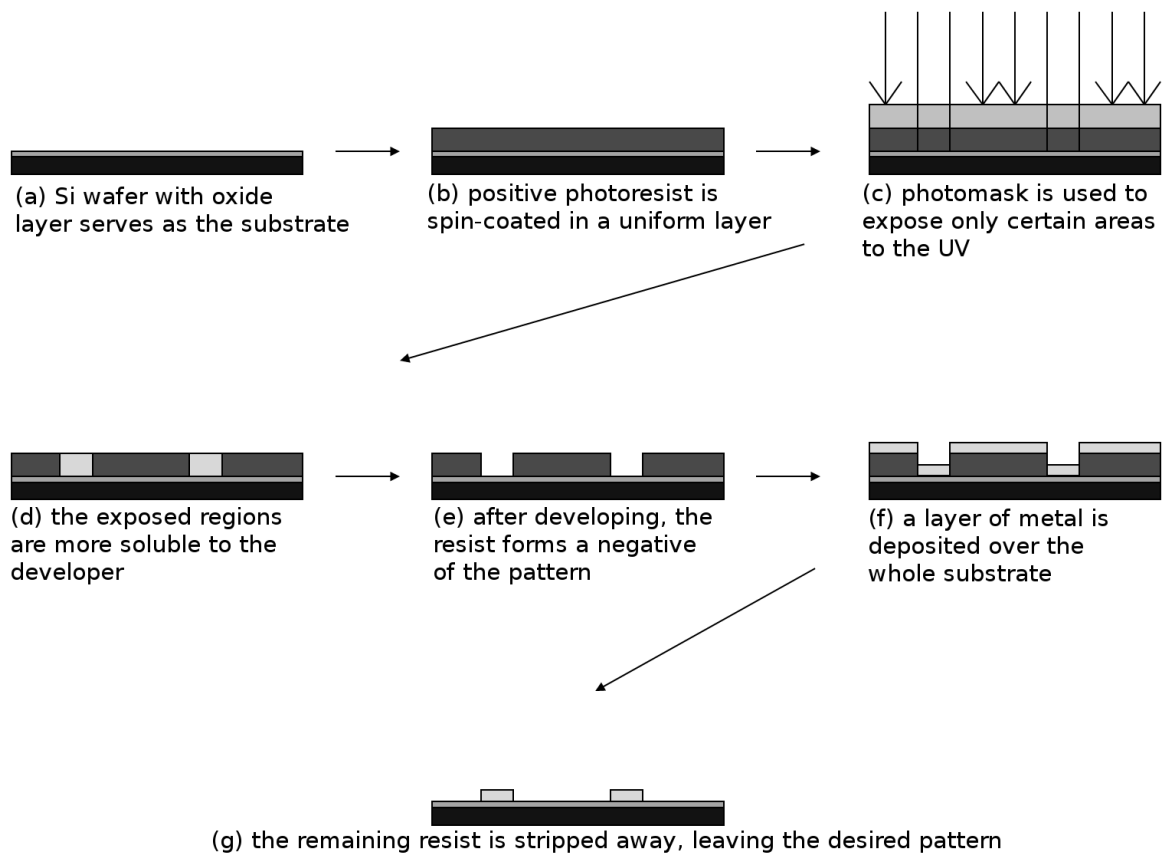 (a) Si wafer with oxide
layer serves as the substrate
(b) positive photoresist is
spin-coated in a uniform layer
(c) photomask is used to
expose only certain areas
to the UV
(d) the exposed regions
are more soluble to the
developer
(e) after developing, the
resist forms a negative
of the pattern
(f) a layer of metal is
deposited over the
whole substrate
(g) the remaining resist is stripped away, leaving the desired pattern